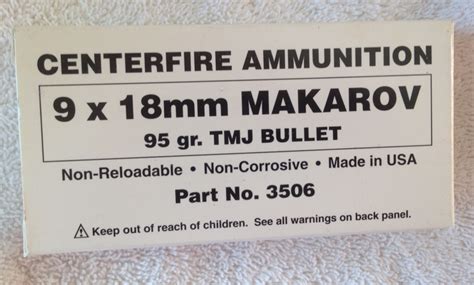 CENTERFIRE AMMUNITION
9 x 18mm MAKAROV
95 gr. TMJ BULLET
Non-Reloadable • Non-Corrosive • Made in USA
Part No. 3506
⚠ Keep out of reach of children. See all warnings on back panel.